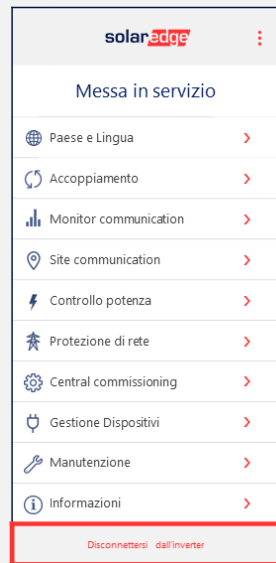 solaredge
Messa in servizio
Paese e Lingua
Accoppiamento
Monitor communication
Site communication
Controllo potenza
Protezione di rete
Central commissioning
Gestione Dispositivi
Manutenzione
Informazioni
Disconnettersi dall'inverter